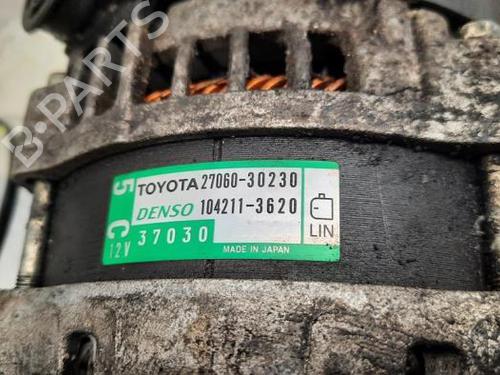 B-PARTS
5C
12V
TOYOTA 27060-30230
DENSO 104211-3620
37030
MADE IN JAPAN
LIN